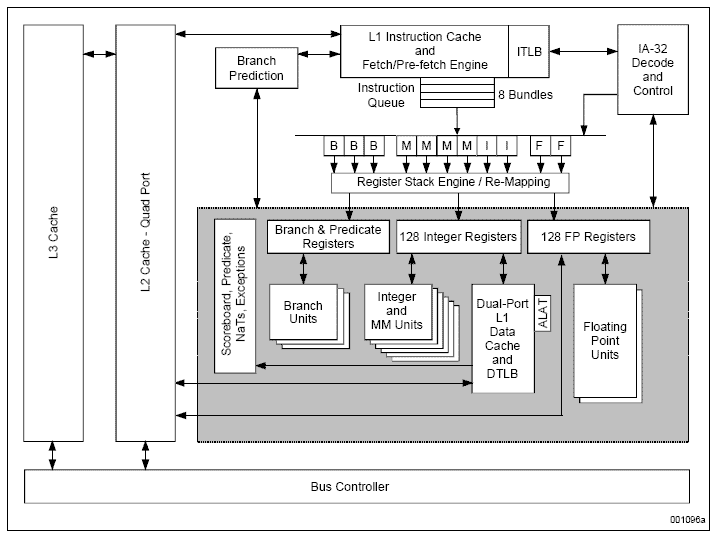 L1 Instruction Cache
and
Fetch/Pre-fetch Engine
ITLB
IA-32
Decode
and
Control
Branch
Prediction
Instruction
Queue
8 Bundles
B B B M M M M I I F F
Register Stack Engine / Re-Mapping
L3 Cache
L2 Cache - Quad Port
Scoreboard, Predicate,
NaTs, Exceptions
Branch & Predicate
Registers
128 Integer Registers
128 FP Registers
Branch
Units
Integer
and
MM Units
Dual-Port
L1
Data
Cache
and
DTLB
ALAT
Floating
Point
Units
Bus Controller
001096a